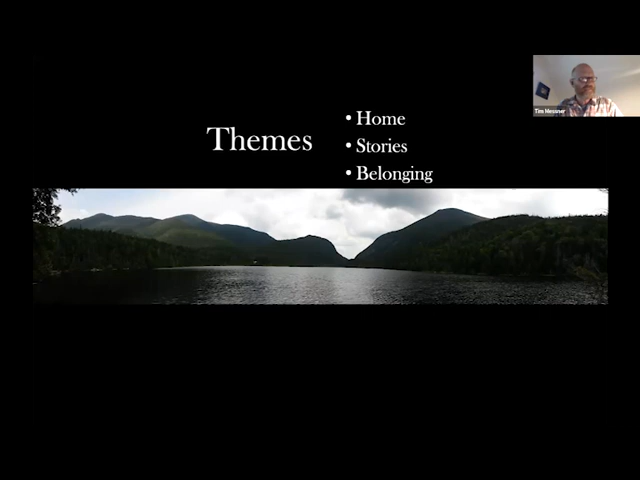 Themes
• Home
• Stories
• Belonging
Tim Messner